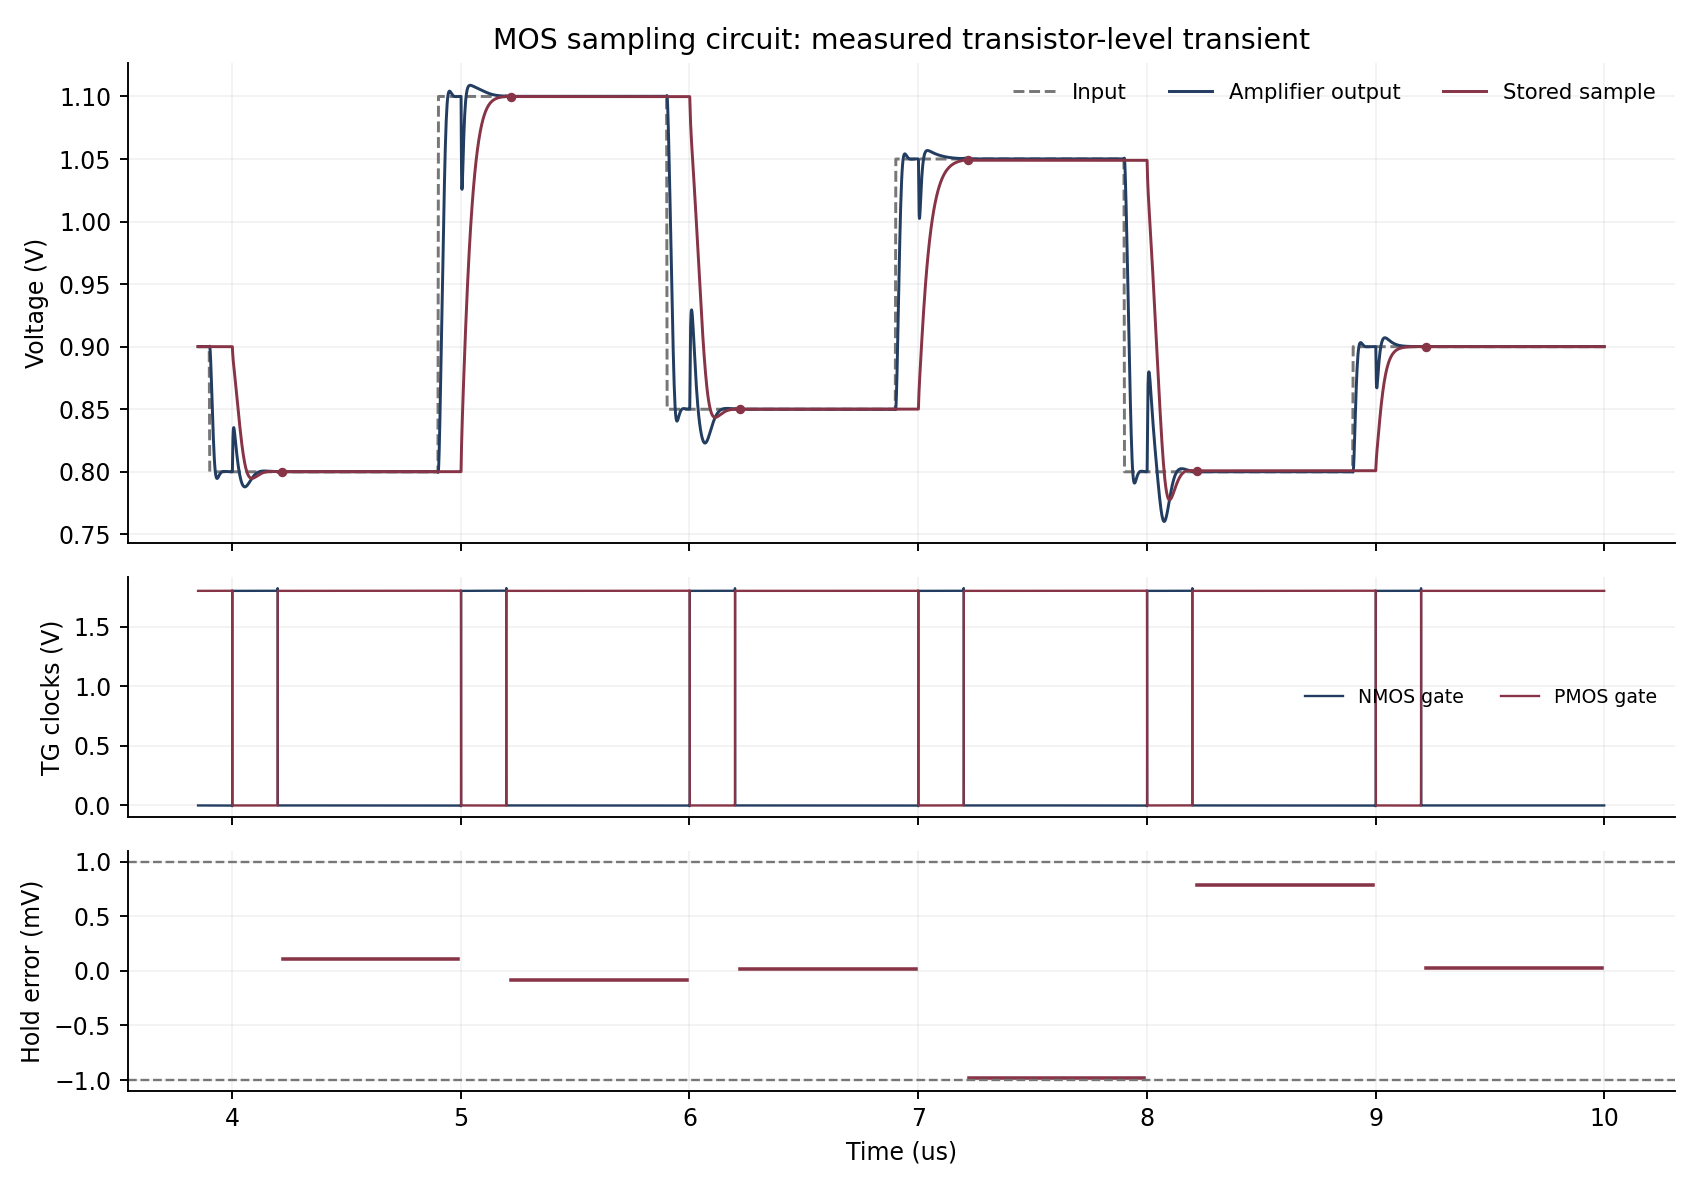 MOS sampling circuit: measured transistor-level transient
Input
Amplifier output
Stored sample
Voltage (V)
1.10
1.05
1.00
0.95
0.90
0.85
0.80
0.75
TG clocks (V)
1.5
1.0
0.5
0.0
NMOS gate
PMOS gate
Hold error (mV)
1.0
0.5
0.0
−0.5
−1.0
4 5 6 7 8 9 10
Time (us)